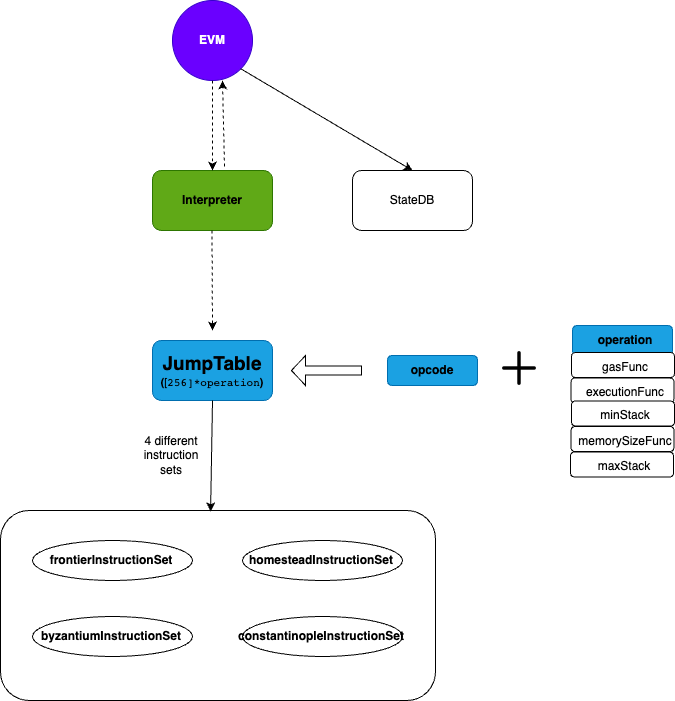 EVM
Interpreter
StateDB
JumpTable
([256]*operation)
opcode
operation
gasFunc
executionFunc
minStack
memorySizeFunc
maxStack
4 different
instruction
sets
frontierInstructionSet
homesteadInstructionSet
byzantiumInstructionSet
constantinopleInstructionSet